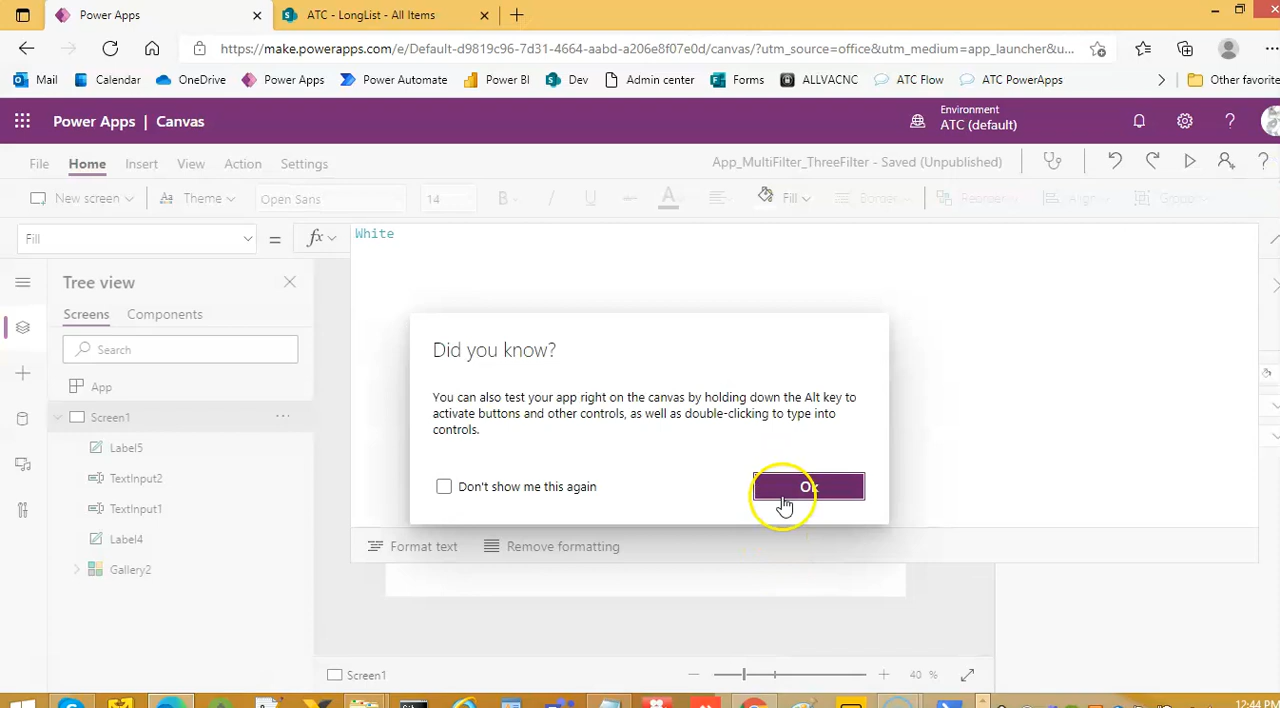 Power Apps
ATC - LongList - All Items
https://make.powerapps.com/e/Default-d9819c96-7d31-4664-aabd-a206e8f07e0d/canvas/?utm_source=office&utm_medium=app_launcher&u...
Mail Calendar OneDrive Power Apps Power Automate Power BI Dev Admin center Forms ALLVACNC ATC Flow ATC PowerApps Other favorite
Power Apps | Canvas
Environment
ATC (default)
File Home Insert View Action Settings
App_MultiFilter_ThreeFilter - Saved (Unpublished)
New screen Theme Open Sans 14 B I U Fill Border Reorder Align Group
Fill = fx White
Tree view
Screens Components
Search
App
Screen1
Label5
TextInput2
TextInput1
Label4
Gallery2
Did you know?
You can also test your app right on the canvas by holding down the Alt key to
activate buttons and other controls, as well as double-clicking to type into
controls.
Don't show me this again
Ok
Format text Remove formatting
Screen1
40 %
12:44 PM